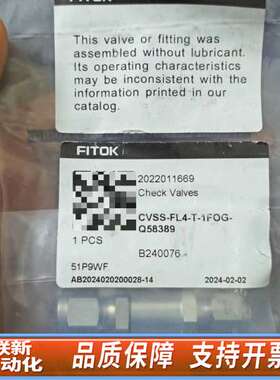 FITOK
This valve or fitting was
assembled without lubricant.
Its operating characteristics
may be inconsistent with the
information printed in our
catalog.
FITOK
2022011669
Check Valves
CVSS-FL4-T-1FOG-
Q58389
1 PCS
B240076
51P9WF
AB2024020200028-14
2024-02-02
联新
动化
品质保障 支持开票